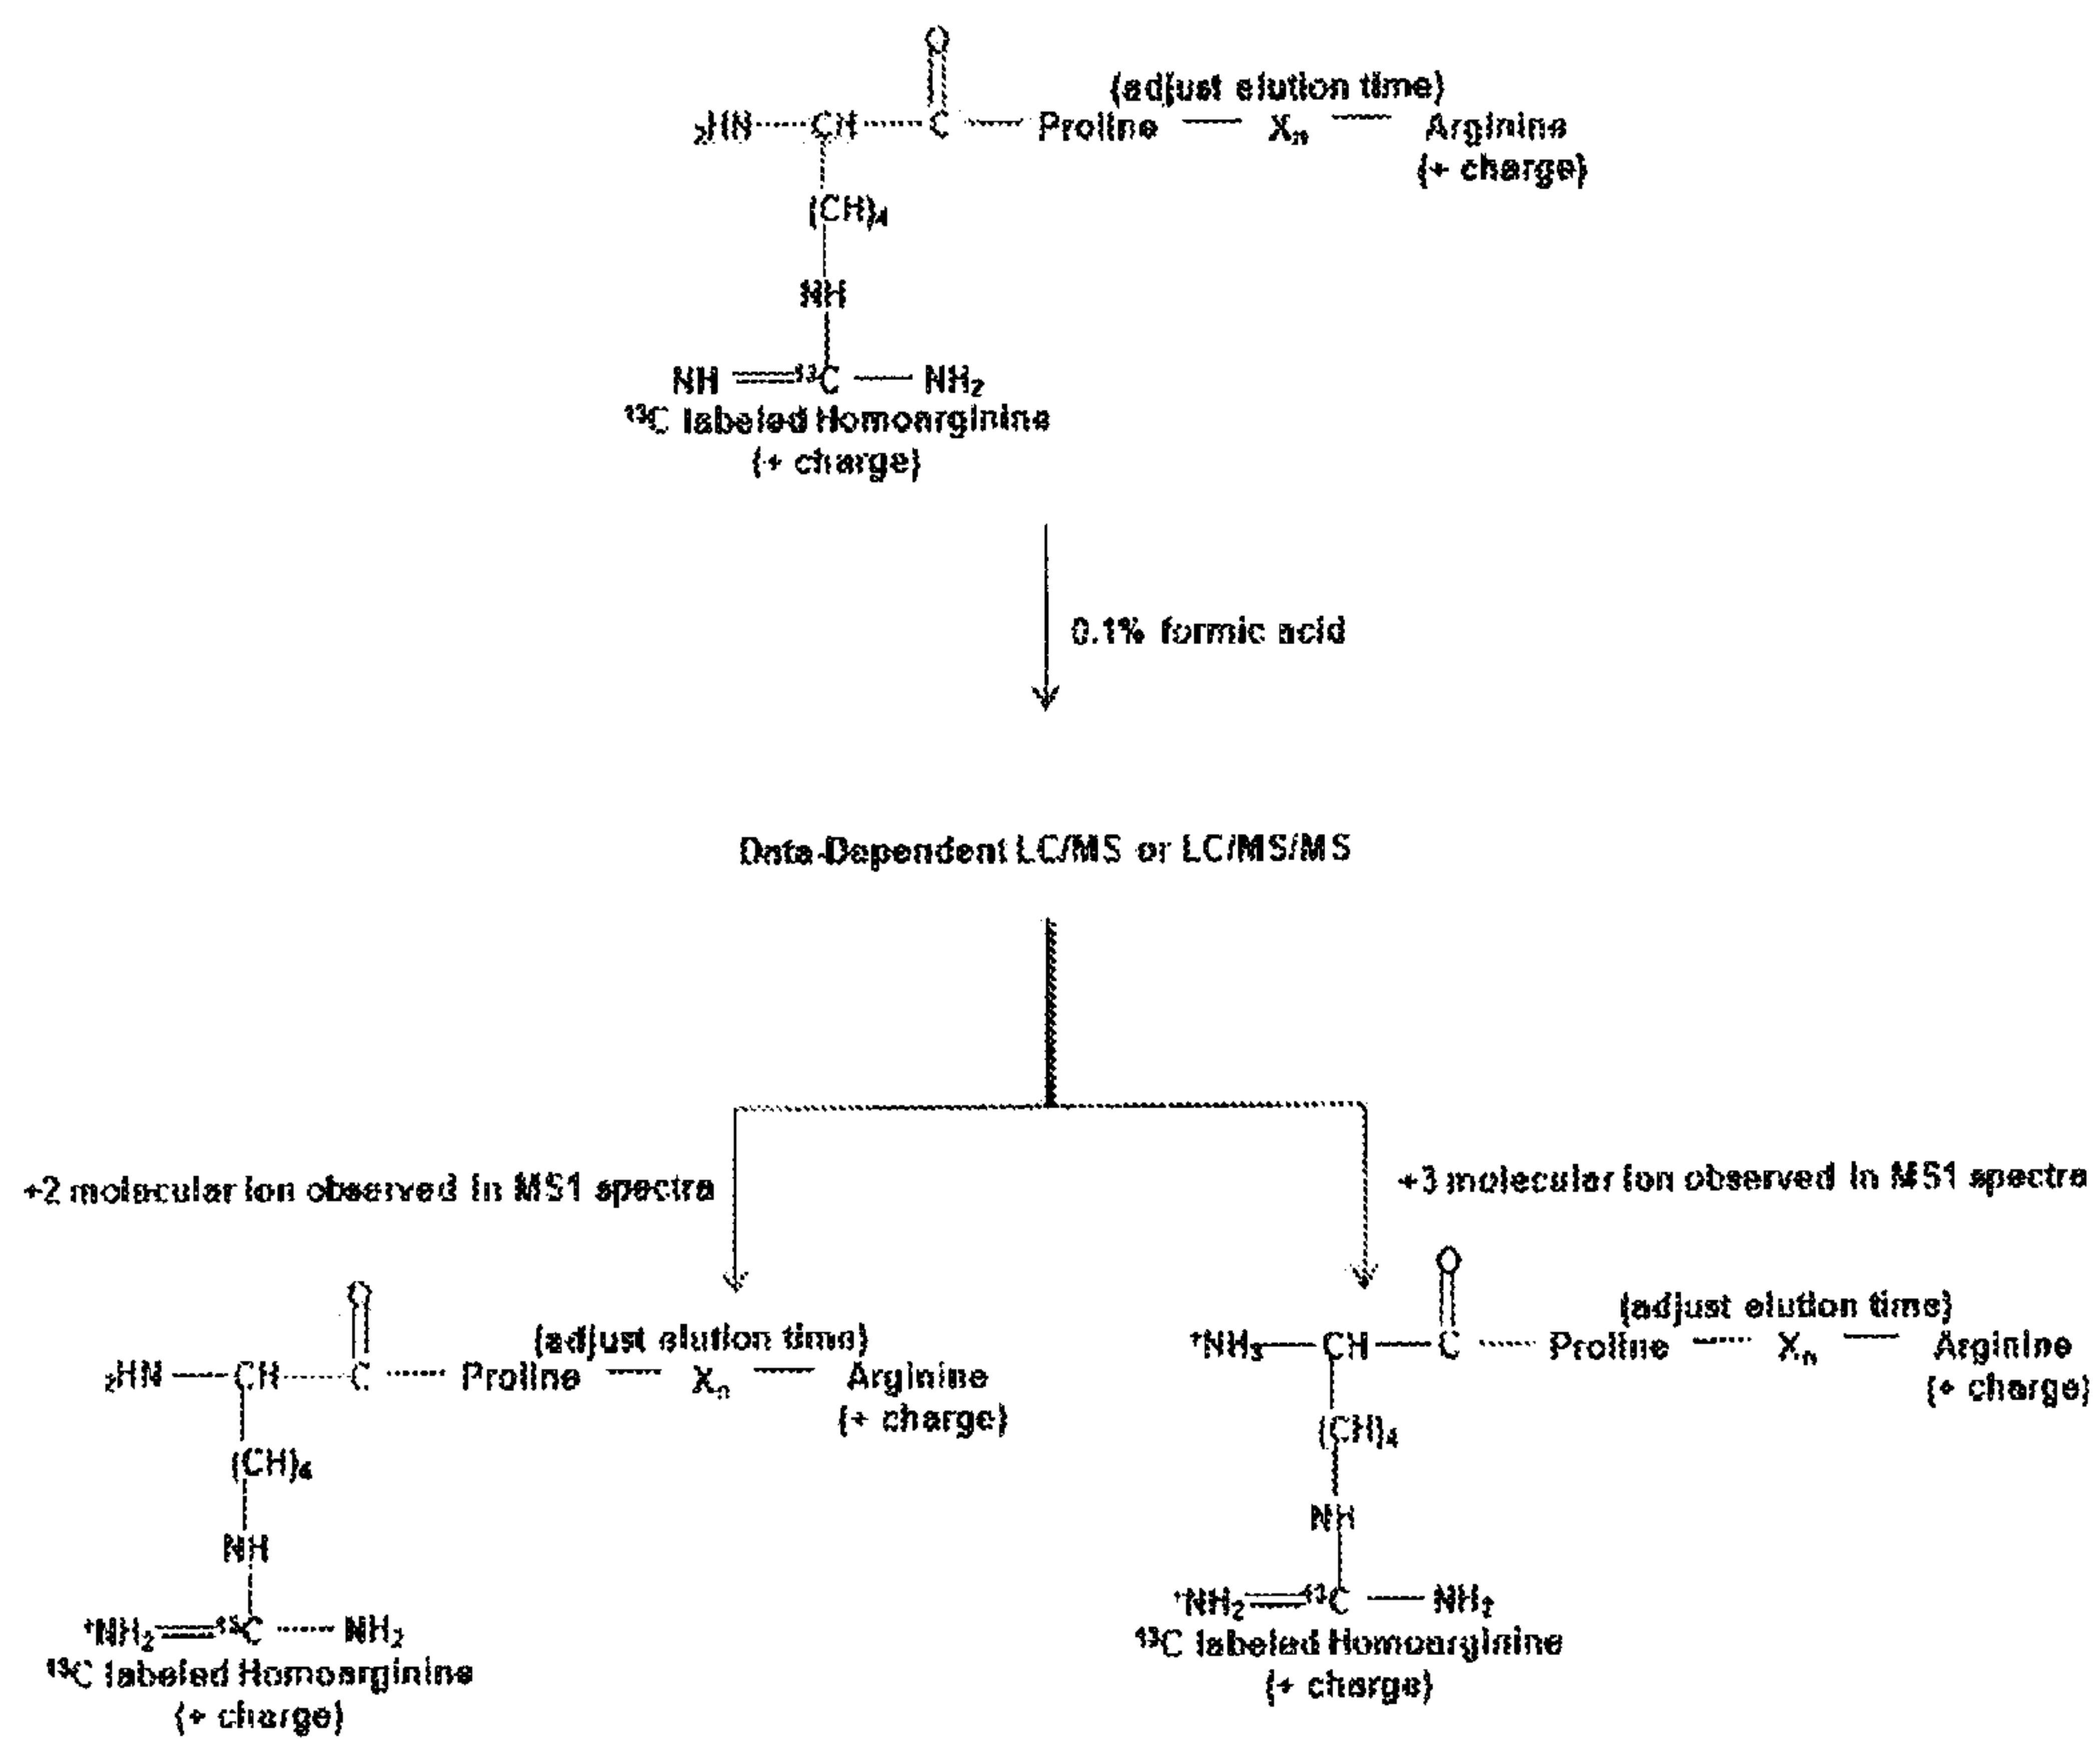 O
(adjust elution time)
₂HN CH C Proline Xₙ Arginine
(+ charge)
(CH)₄
NH
NH ¹³C NH₂
¹³C labeled Homoarginine
(+ charge)
0.1% formic acid
Data-Dependent LC/MS or LC/MS/MS
+2 molecular ion observed in MS1 spectra
+3 molecular ion observed in MS1 spectra
O
(adjust elution time)
₂HN CH C Proline Xₙ Arginine
(+ charge)
(CH)₄
NH
⁺NH₂ ¹³C NH₂
¹³C labeled Homoarginine
(+ charge)
O
(adjust elution time)
⁺NH₃ CH C Proline Xₙ Arginine
(+ charge)
(CH)₄
NH
⁺NH₂ ¹³C NH₂
¹³C labeled Homoarginine
(+ charge)